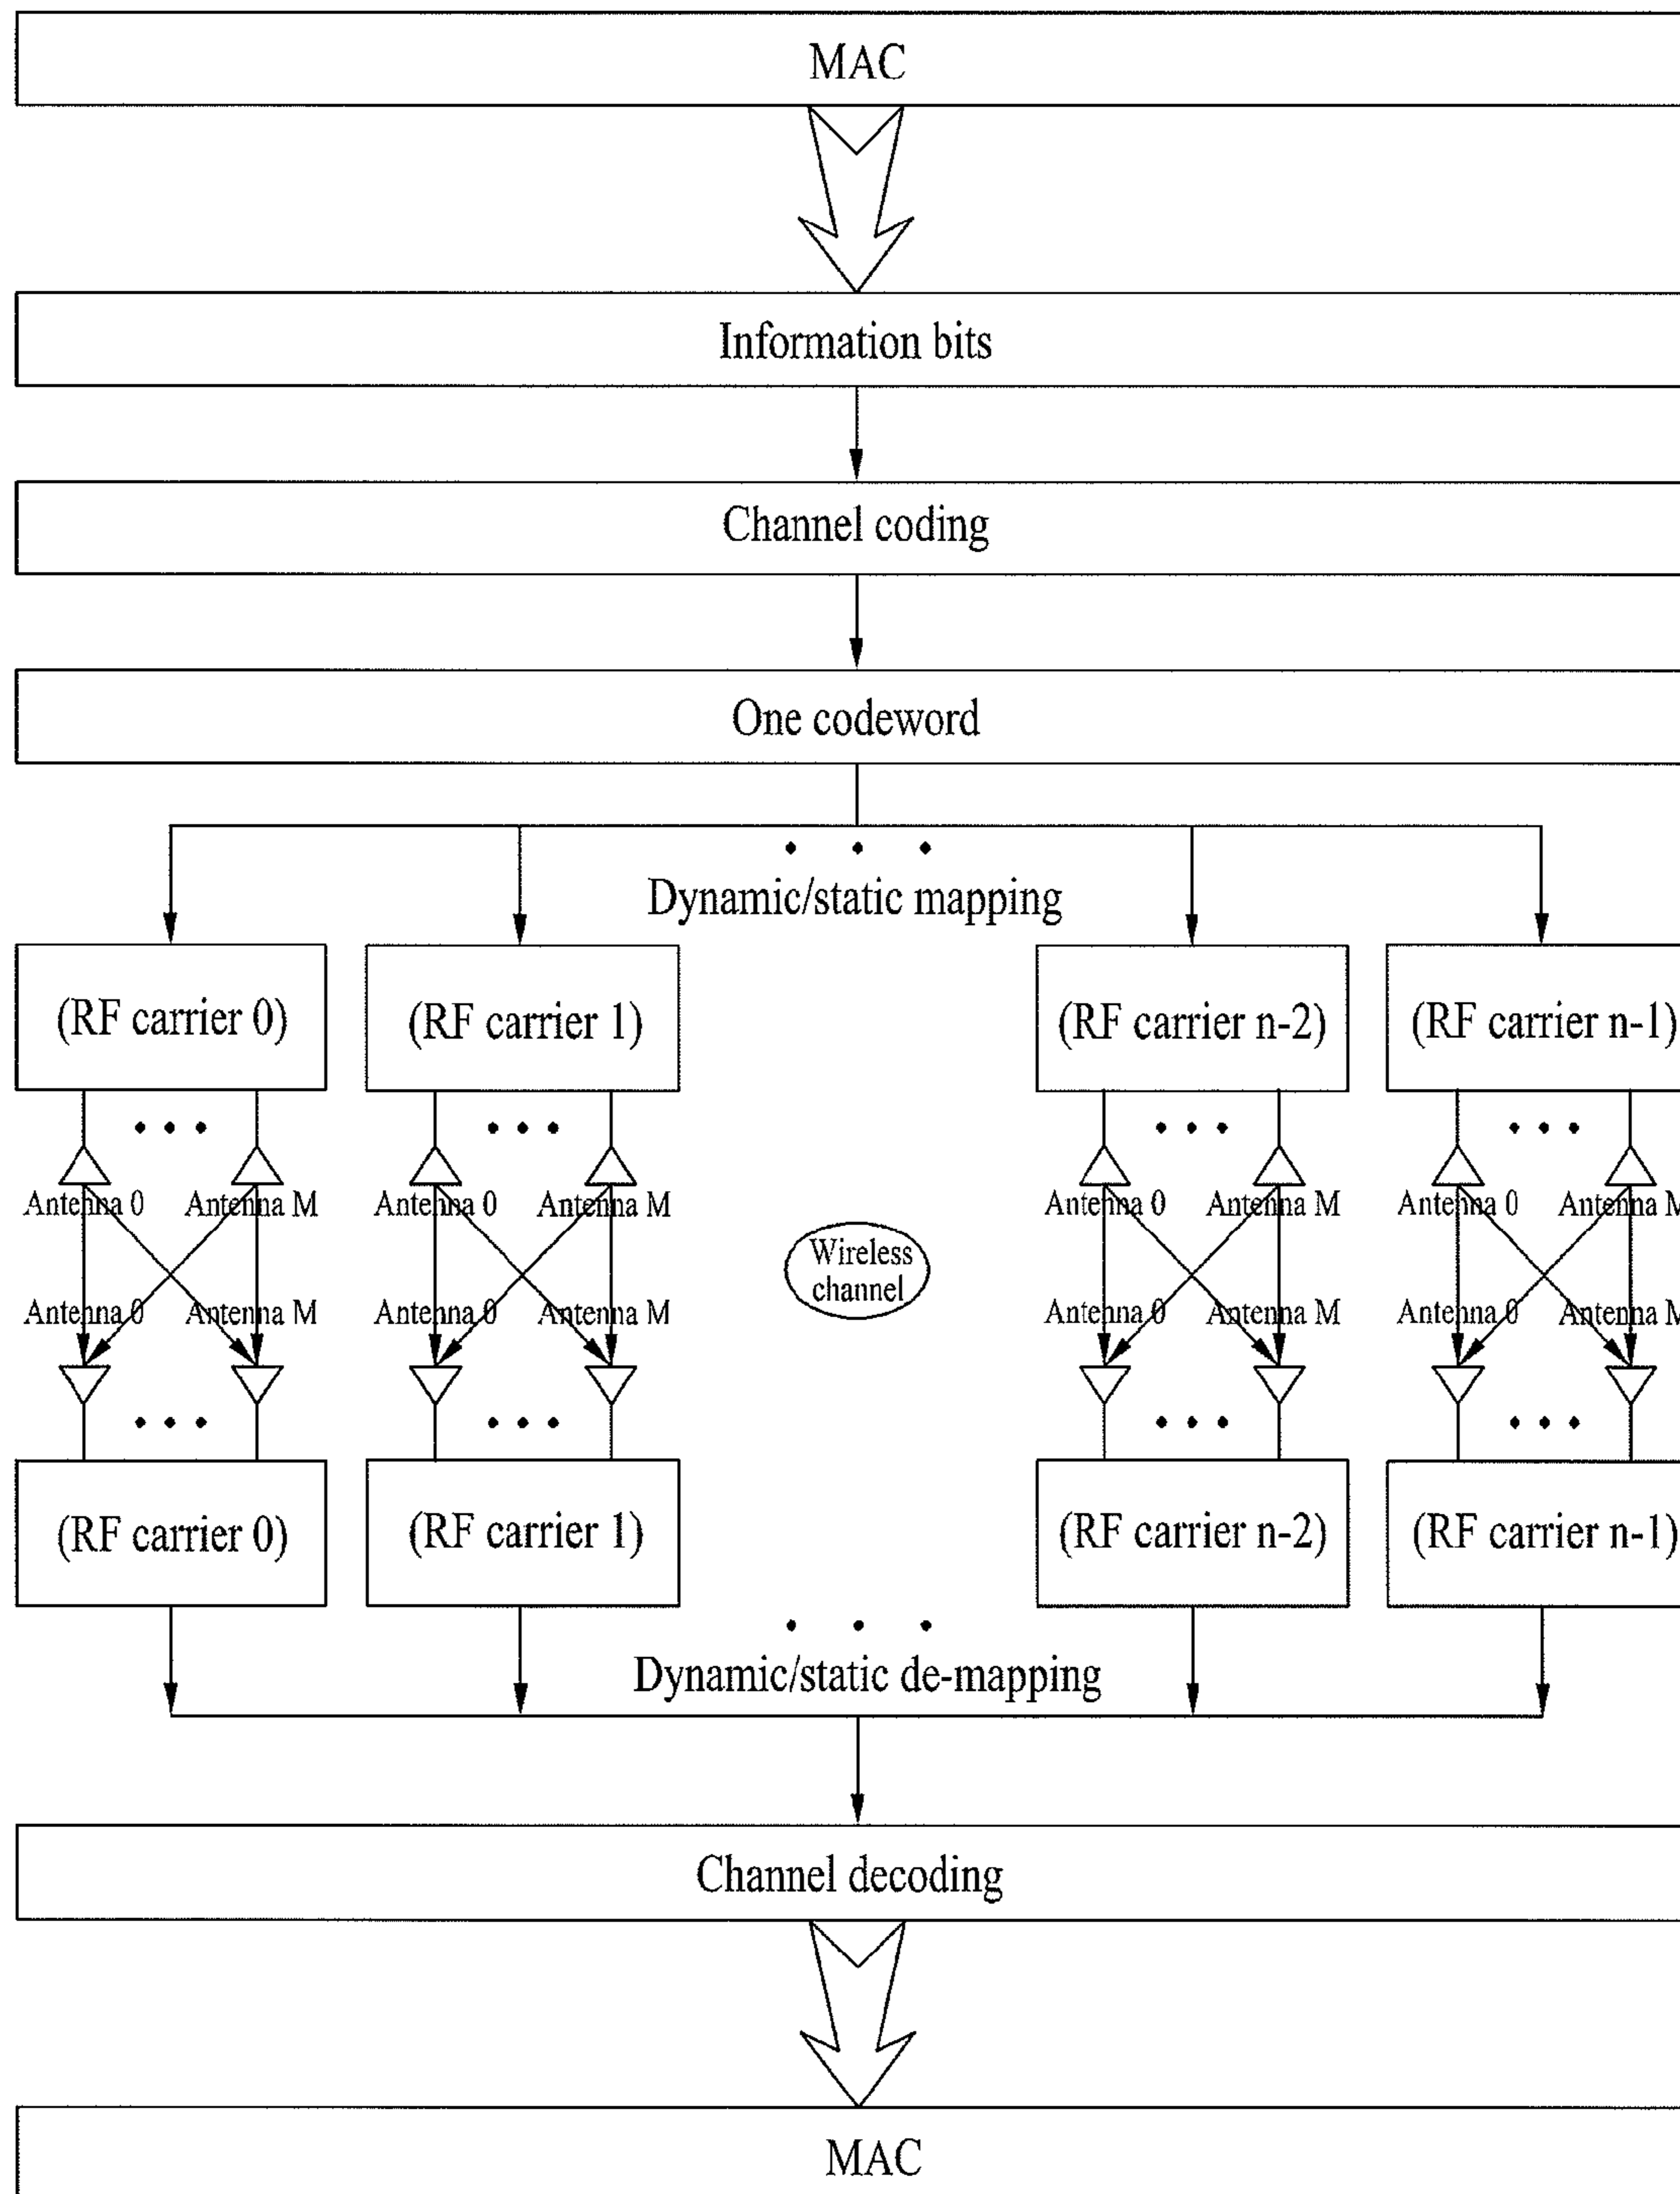 MAC
Information bits
Channel coding
One codeword
Dynamic/static mapping
(RF carrier 0) (RF carrier 1) (RF carrier n-2) (RF carrier n-1)
Antenna 0 Antenna M Antenna 0 Antenna M Antenna 0 Antenna M Antenna 0 Antenna M
Wireless
channel
Antenna 0 Antenna M Antenna 0 Antenna M Antenna 0 Antenna M Antenna 0 Antenna M
(RF carrier 0) (RF carrier 1) (RF carrier n-2) (RF carrier n-1)
Dynamic/static de-mapping
Channel decoding
MAC